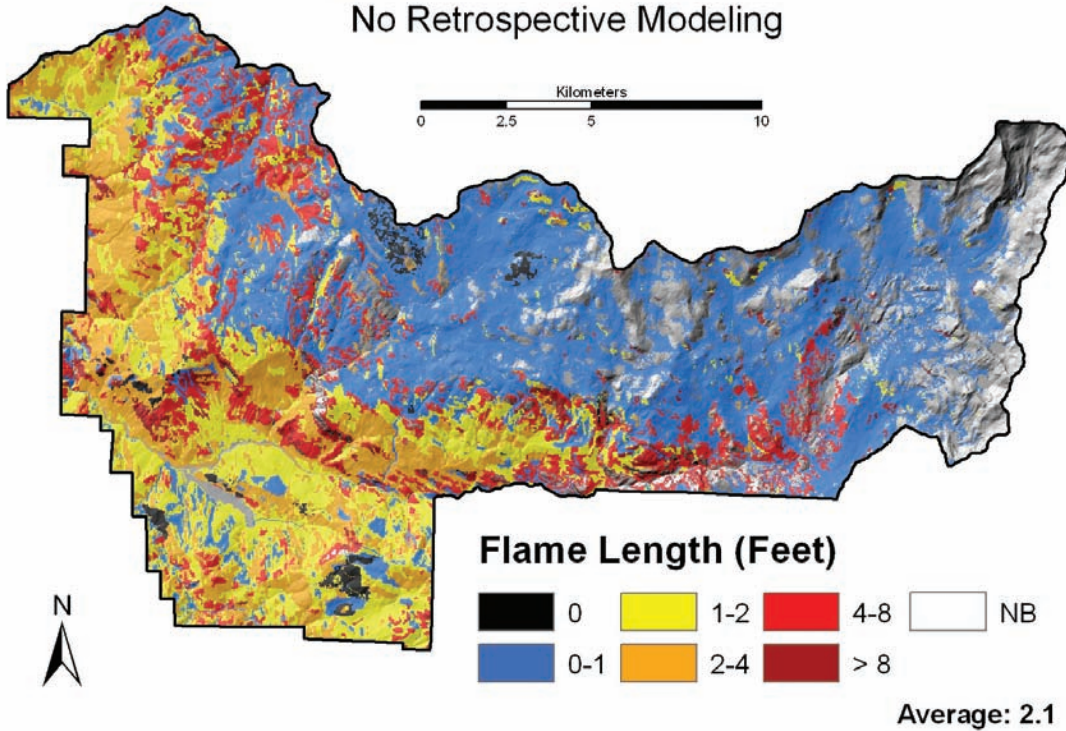 No Retrospective Modeling
Kilometers
0 2.5 5 10
Flame Length (Feet)
0 1-2 4-8 NB
0-1 2-4 > 8
N
Average: 2.1